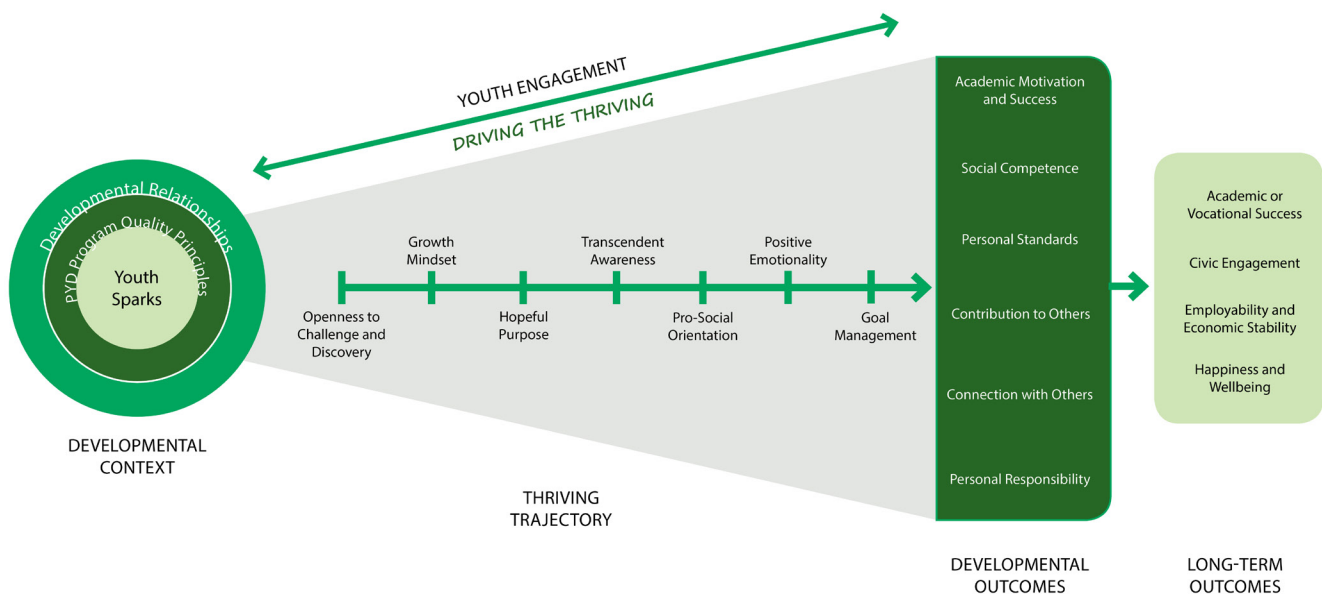 YOUTH ENGAGEMENT
DRIVING THE THRIVING
Developmental Relationships
PYD Program Quality Principles
Youth
Sparks
DEVELOPMENTAL
CONTEXT
Growth
Mindset
Transcendent
Awareness
Positive
Emotionality
Openness to
Challenge and
Discovery
Hopeful
Purpose
Pro-Social
Orientation
Goal
Management
THRIVING
TRAJECTORY
Academic Motivation
and Success
Social Competence
Personal Standards
Contribution to Others
Connection with Others
Personal Responsibility
DEVELOPMENTAL
OUTCOMES
Academic or
Vocational Success
Civic Engagement
Employability and
Economic Stability
Happiness and
Wellbeing
LONG-TERM
OUTCOMES